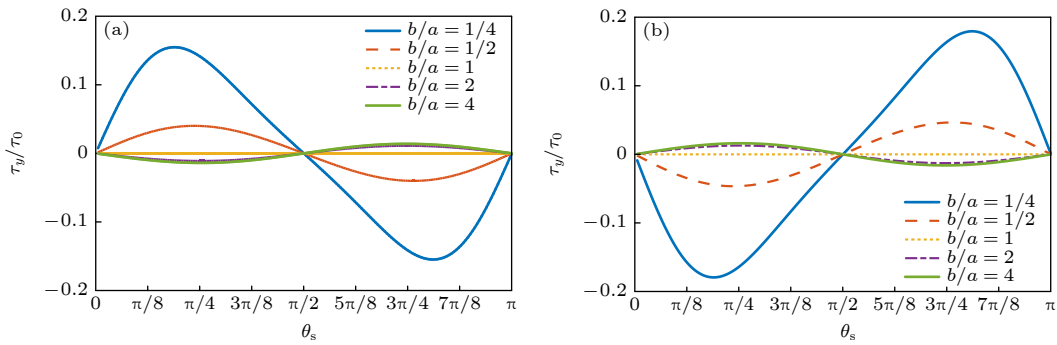 (a)
b/a = 1/4
b/a = 1/2
b/a = 1
b/a = 2
b/a = 4
0.2
0.1
0
−0.1
−0.2
τy/τ0
0 π/8 π/4 3π/8 π/2 5π/8 3π/4 7π/8 π
θs
(b)
b/a = 1/4
b/a = 1/2
b/a = 1
b/a = 2
b/a = 4
0.2
0.1
0
−0.1
−0.2
τy/τ0
0 π/8 π/4 3π/8 π/2 5π/8 3π/4 7π/8 π
θs